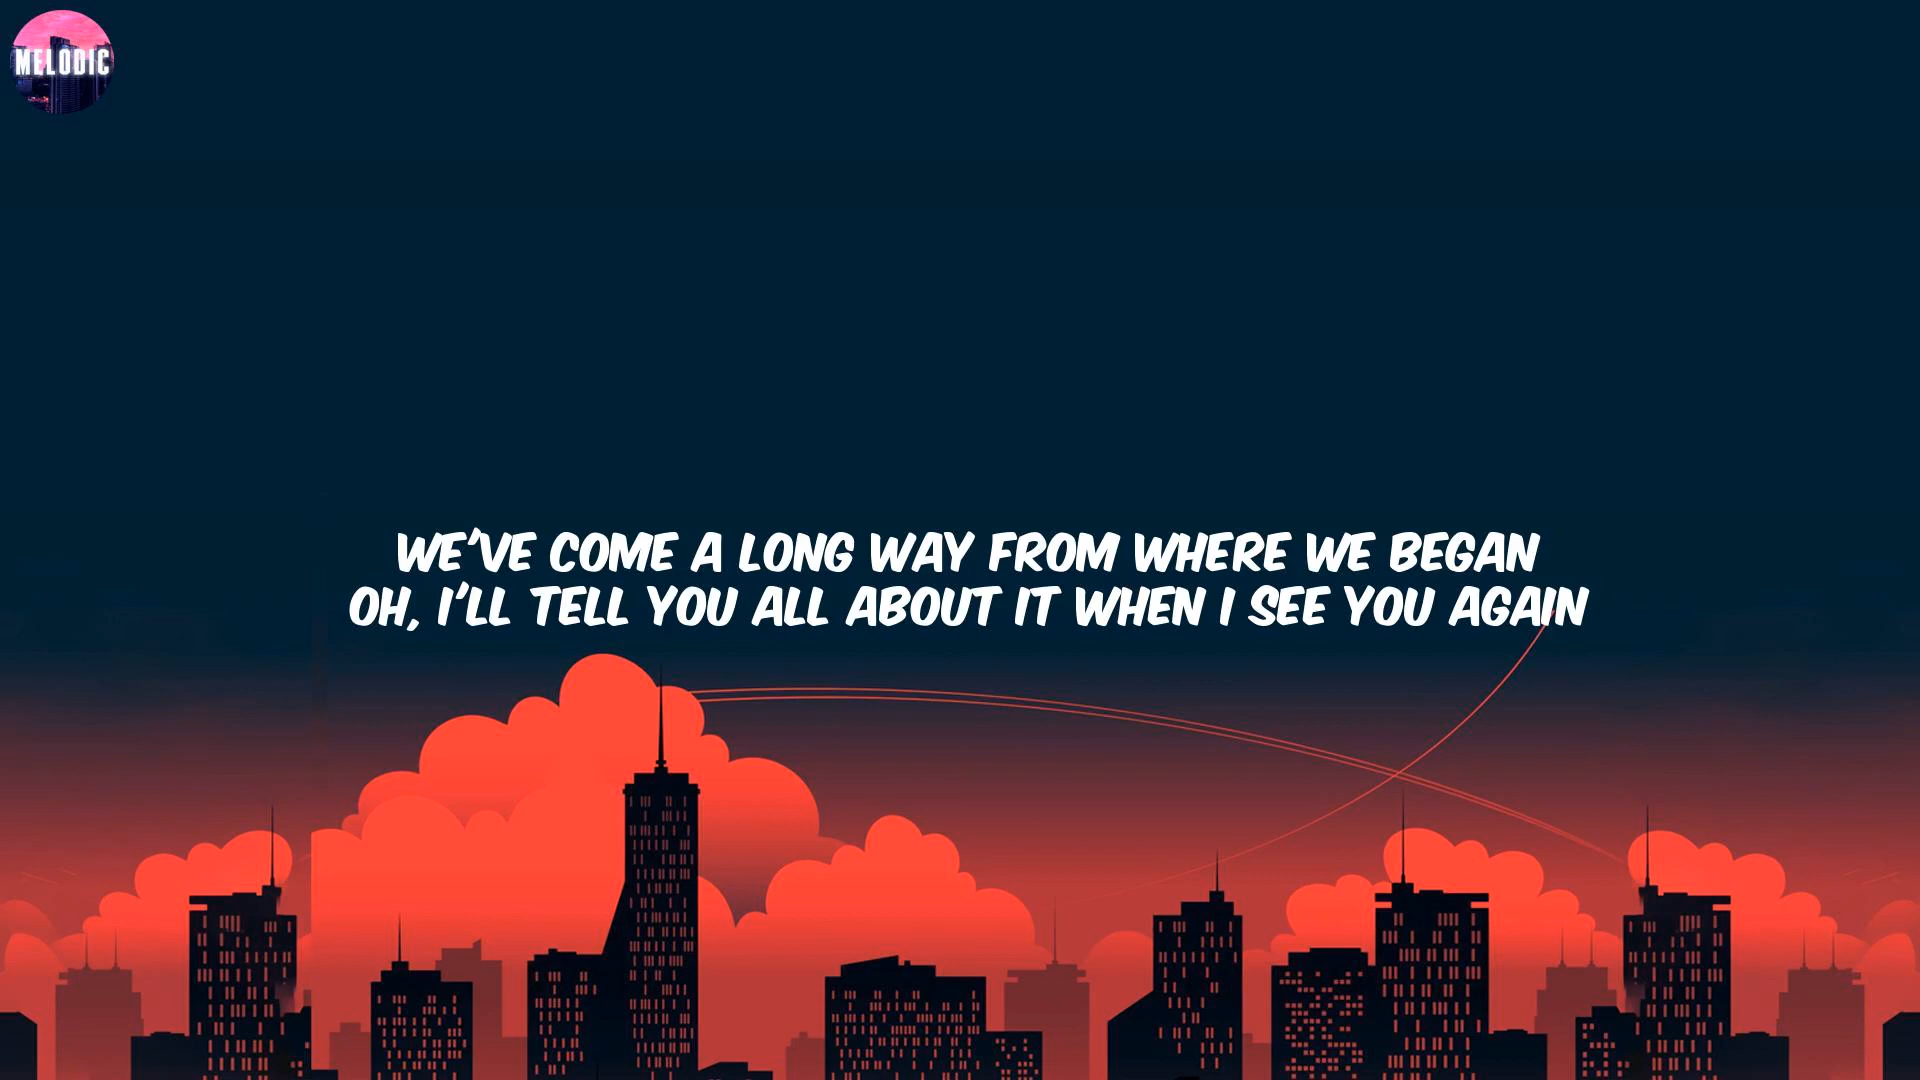 MELODIC
WE'VE COME A LONG WAY FROM WHERE WE BEGAN
OH, I'LL TELL YOU ALL ABOUT IT WHEN I SEE YOU AGAIN